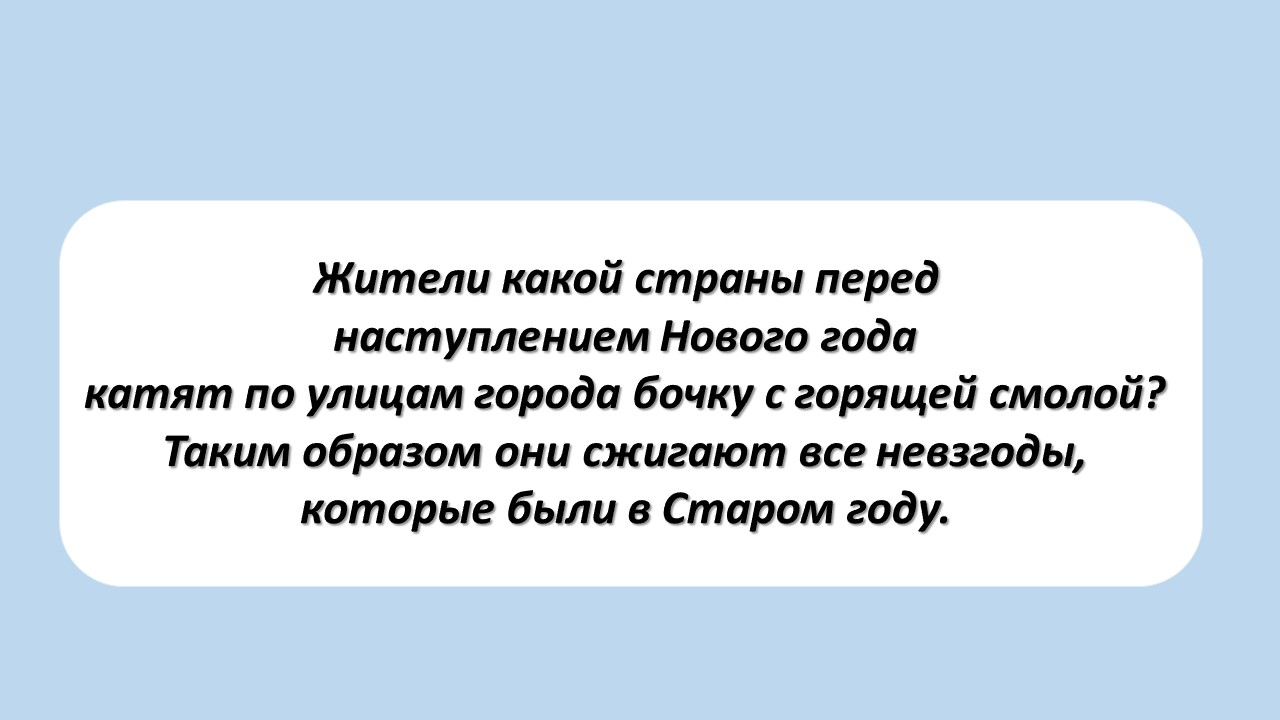 Жители какой страны перед
наступлением Нового года
катят по улицам города бочку с горящей смолой?
Таким образом они сжигают все невзгоды,
которые были в Старом году.